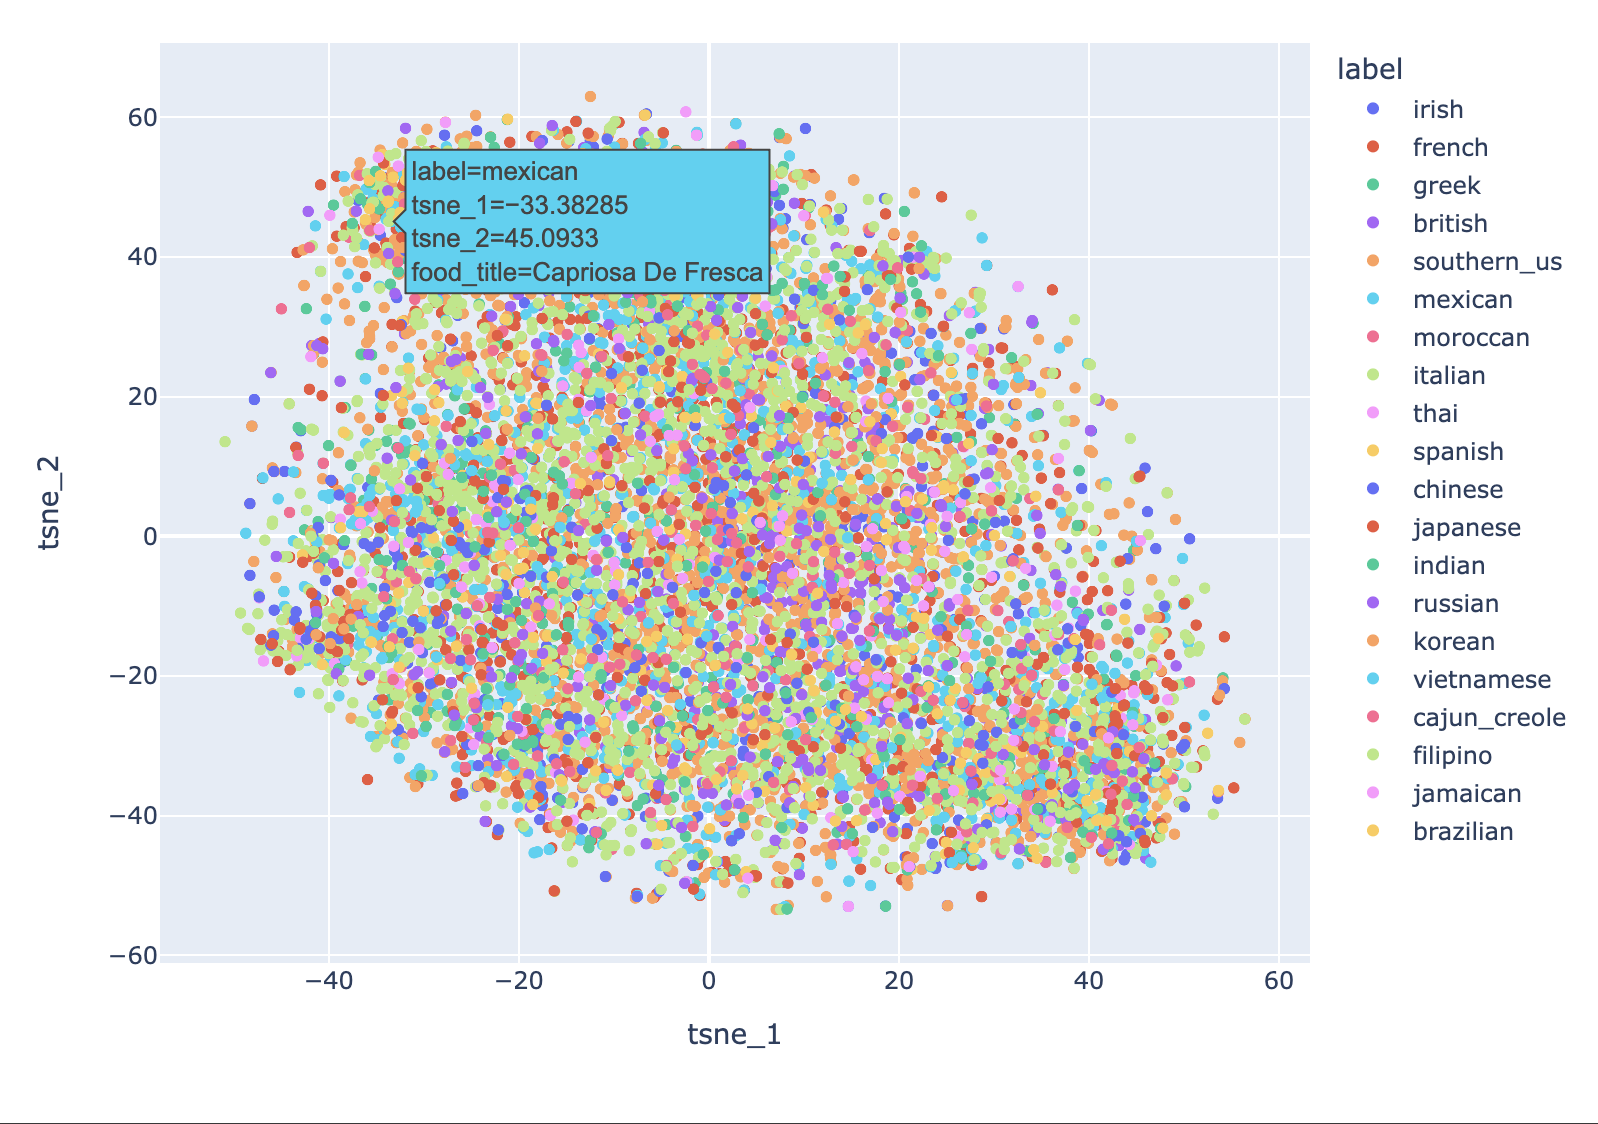 label
irish
french
greek
british
southern_us
mexican
moroccan
italian
thai
spanish
chinese
japanese
indian
russian
korean
vietnamese
cajun_creole
filipino
jamaican
brazilian
label=mexican
tsne_1=−33.38285
tsne_2=45.0933
food_title=Capriosa De Fresca
60
40
20
0
−20
−40
−60
tsne_2
−40
−20
0
20
40
60
tsne_1